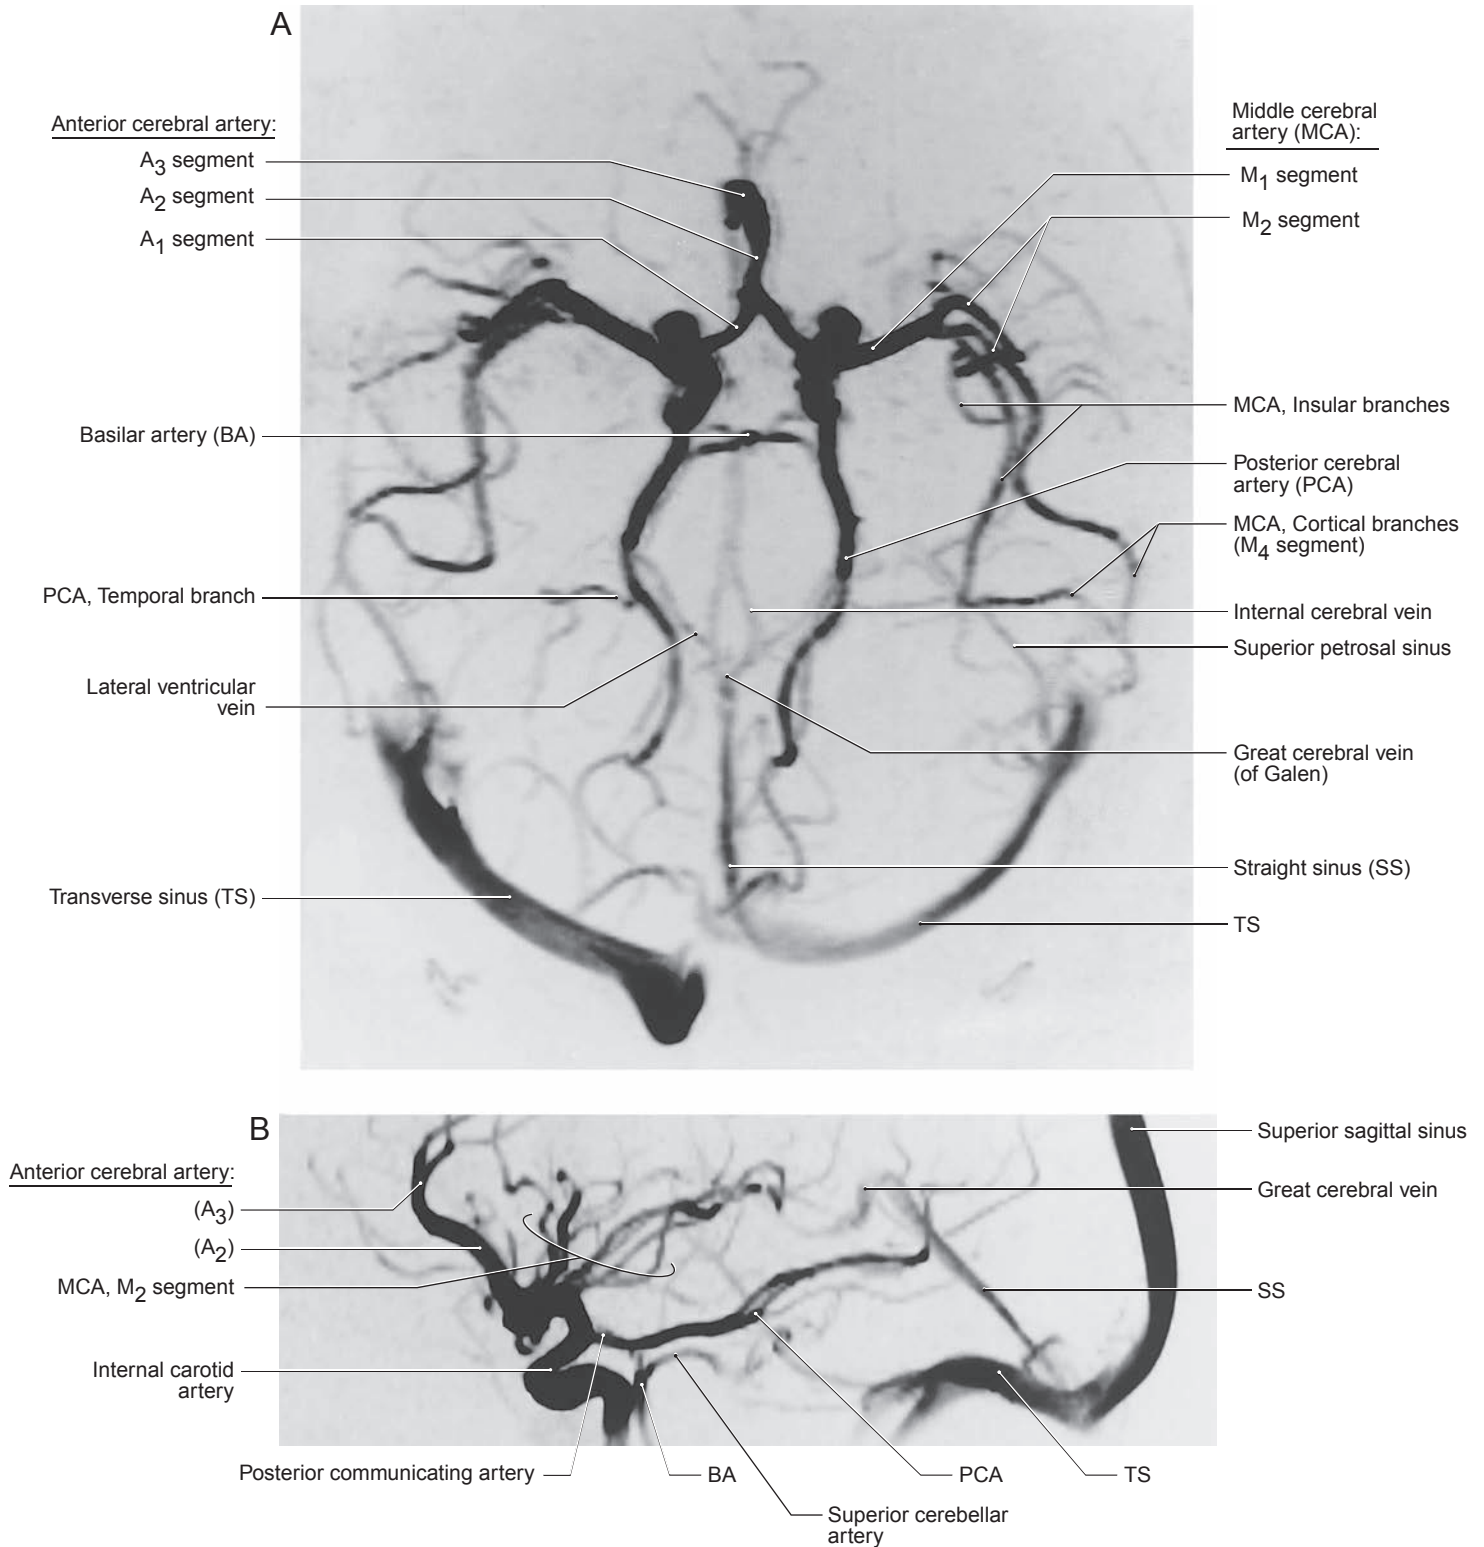 A
Anterior cerebral artery:
A3 segment
A2 segment
A1 segment
Basilar artery (BA)
PCA, Temporal branch
Lateral ventricular
vein
Transverse sinus (TS)
Middle cerebral
artery (MCA):
M1 segment
M2 segment
MCA, Insular branches
Posterior cerebral
artery (PCA)
MCA, Cortical branches
(M4 segment)
Internal cerebral vein
Superior petrosal sinus
Great cerebral vein
(of Galen)
Straight sinus (SS)
TS
B
Anterior cerebral artery:
(A3)
(A2)
MCA, M2 segment
Internal carotid
artery
Posterior communicating artery
BA
Superior cerebellar
artery
PCA
TS
Superior sagittal sinus
Great cerebral vein
SS